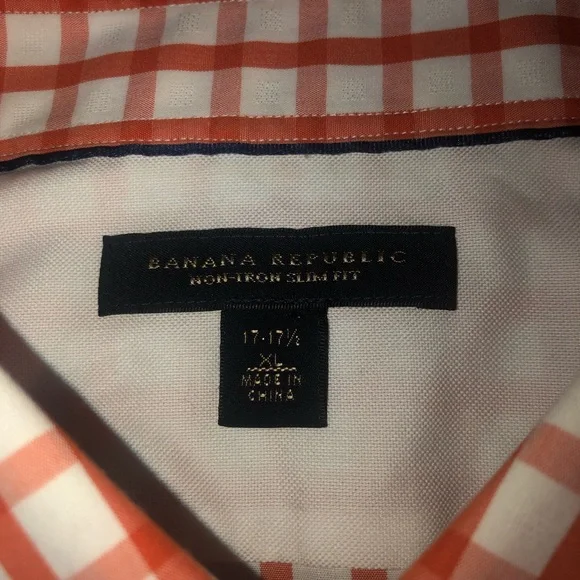 BANANA REPUBLIC
NON-IRON SLIM FIT
17-17½
XL
MADE IN
CHINA